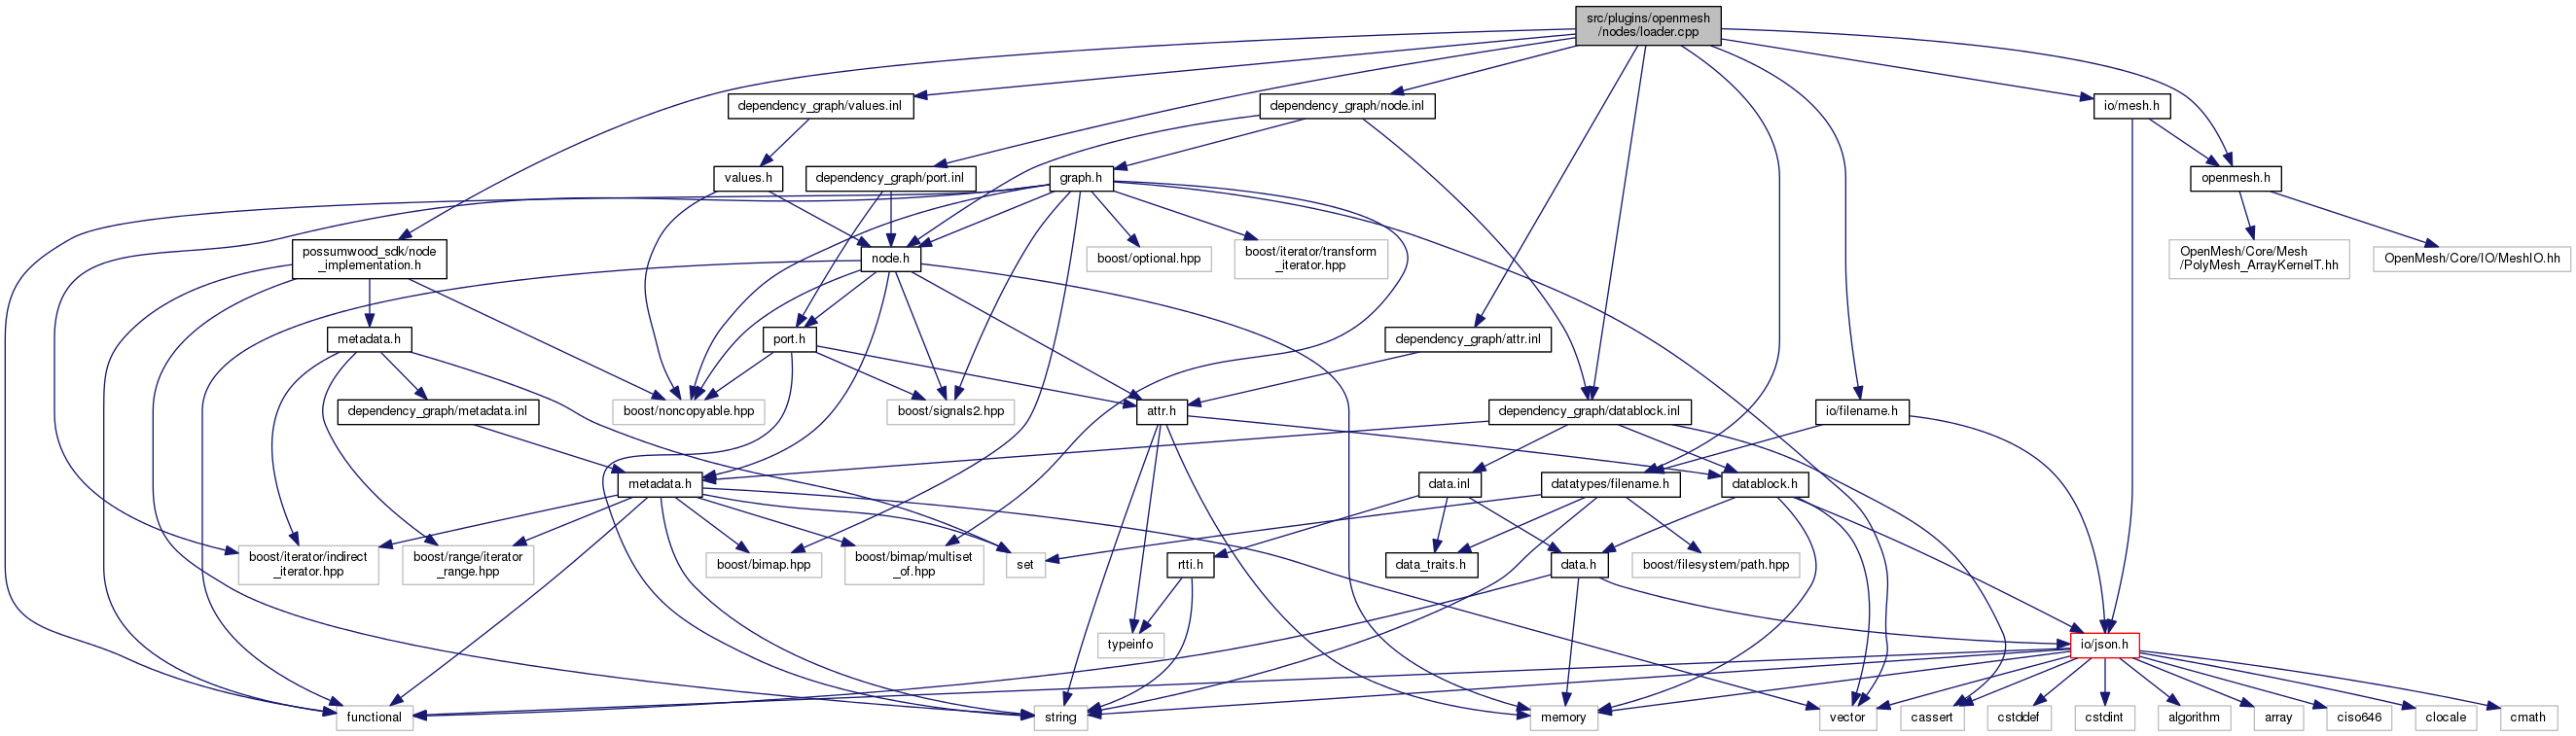 src/plugins/openmesh
/nodes/loader.cpp
dependency_graph/values.inl
dependency_graph/node.inl
io/mesh.h
values.h
dependency_graph/port.inl
graph.h
openmesh.h
possumwood_sdk/node
_implementation.h
node.h
boost/optional.hpp
boost/iterator/transform
_iterator.hpp
OpenMesh/Core/Mesh
/PolyMesh_ArrayKernelT.hh
OpenMesh/Core/IO/MeshIO.hh
metadata.h
port.h
dependency_graph/attr.inl
dependency_graph/metadata.inl
boost/noncopyable.hpp
boost/signals2.hpp
attr.h
dependency_graph/datablock.inl
io/filename.h
metadata.h
data.inl
datatypes/filename.h
datablock.h
boost/iterator/indirect
_iterator.hpp
boost/range/iterator
_range.hpp
boost/bimap.hpp
boost/bimap/multiset
_of.hpp
set
rtti.h
data_traits.h
data.h
boost/filesystem/path.hpp
typeinfo
io/json.h
functional
string
memory
vector
cassert
cstddef
cstdint
algorithm
array
ciso646
clocale
cmath